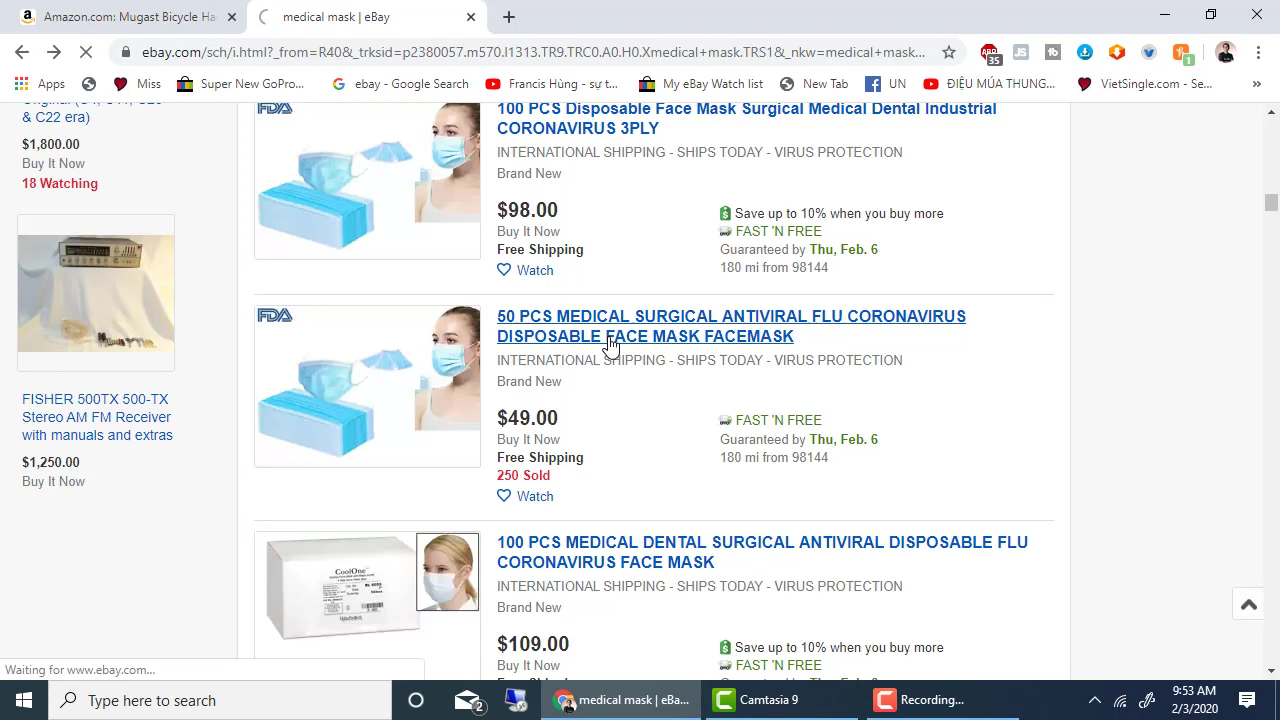 Amazon.com: Mugast Bicycle Ha
medical mask | eBay
ebay.com/sch/i.html?_from=R40&_trksid=p2380057.m570.l1313.TR9.TRC0.A0.H0.Xmedical+mask.TRS1&_nkw=medical+mask...
35
1
Apps
Miss
Super New GoPro...
ebay - Google Search
Francis Hùng - sự t...
My eBay Watch list
New Tab
UN
ĐIỆU MÚA THUNG...
VietSingle.com - Se...
& C22 era)
$1,800.00
Buy It Now
18 Watching
FISHER 500TX 500-TX
Stereo AM FM Receiver
with manuals and extras
$1,250.00
Buy It Now
FDA
100 PCS Disposable Face Mask Surgical Medical Dental Industrial
CORONAVIRUS 3PLY
INTERNATIONAL SHIPPING - SHIPS TODAY - VIRUS PROTECTION
Brand New
$98.00
Buy It Now
Free Shipping
Watch
Save up to 10% when you buy more
FAST 'N FREE
Guaranteed by Thu, Feb. 6
180 mi from 98144
FDA
50 PCS MEDICAL SURGICAL ANTIVIRAL FLU CORONAVIRUS
DISPOSABLE FACE MASK FACEMASK
INTERNATIONAL SHIPPING - SHIPS TODAY - VIRUS PROTECTION
Brand New
$49.00
Buy It Now
Free Shipping
250 Sold
Watch
FAST 'N FREE
Guaranteed by Thu, Feb. 6
180 mi from 98144
CoolOne
100 PCS MEDICAL DENTAL SURGICAL ANTIVIRAL DISPOSABLE FLU
CORONAVIRUS FACE MASK
INTERNATIONAL SHIPPING - SHIPS TODAY - VIRUS PROTECTION
Brand New
$109.00
Buy It Now
Save up to 10% when you buy more
FAST 'N FREE
Waiting for www.ebay.com...
Type here to search
2
medical mask | eBa...
Camtasia 9
Recording...
9:53 AM
2/3/2020